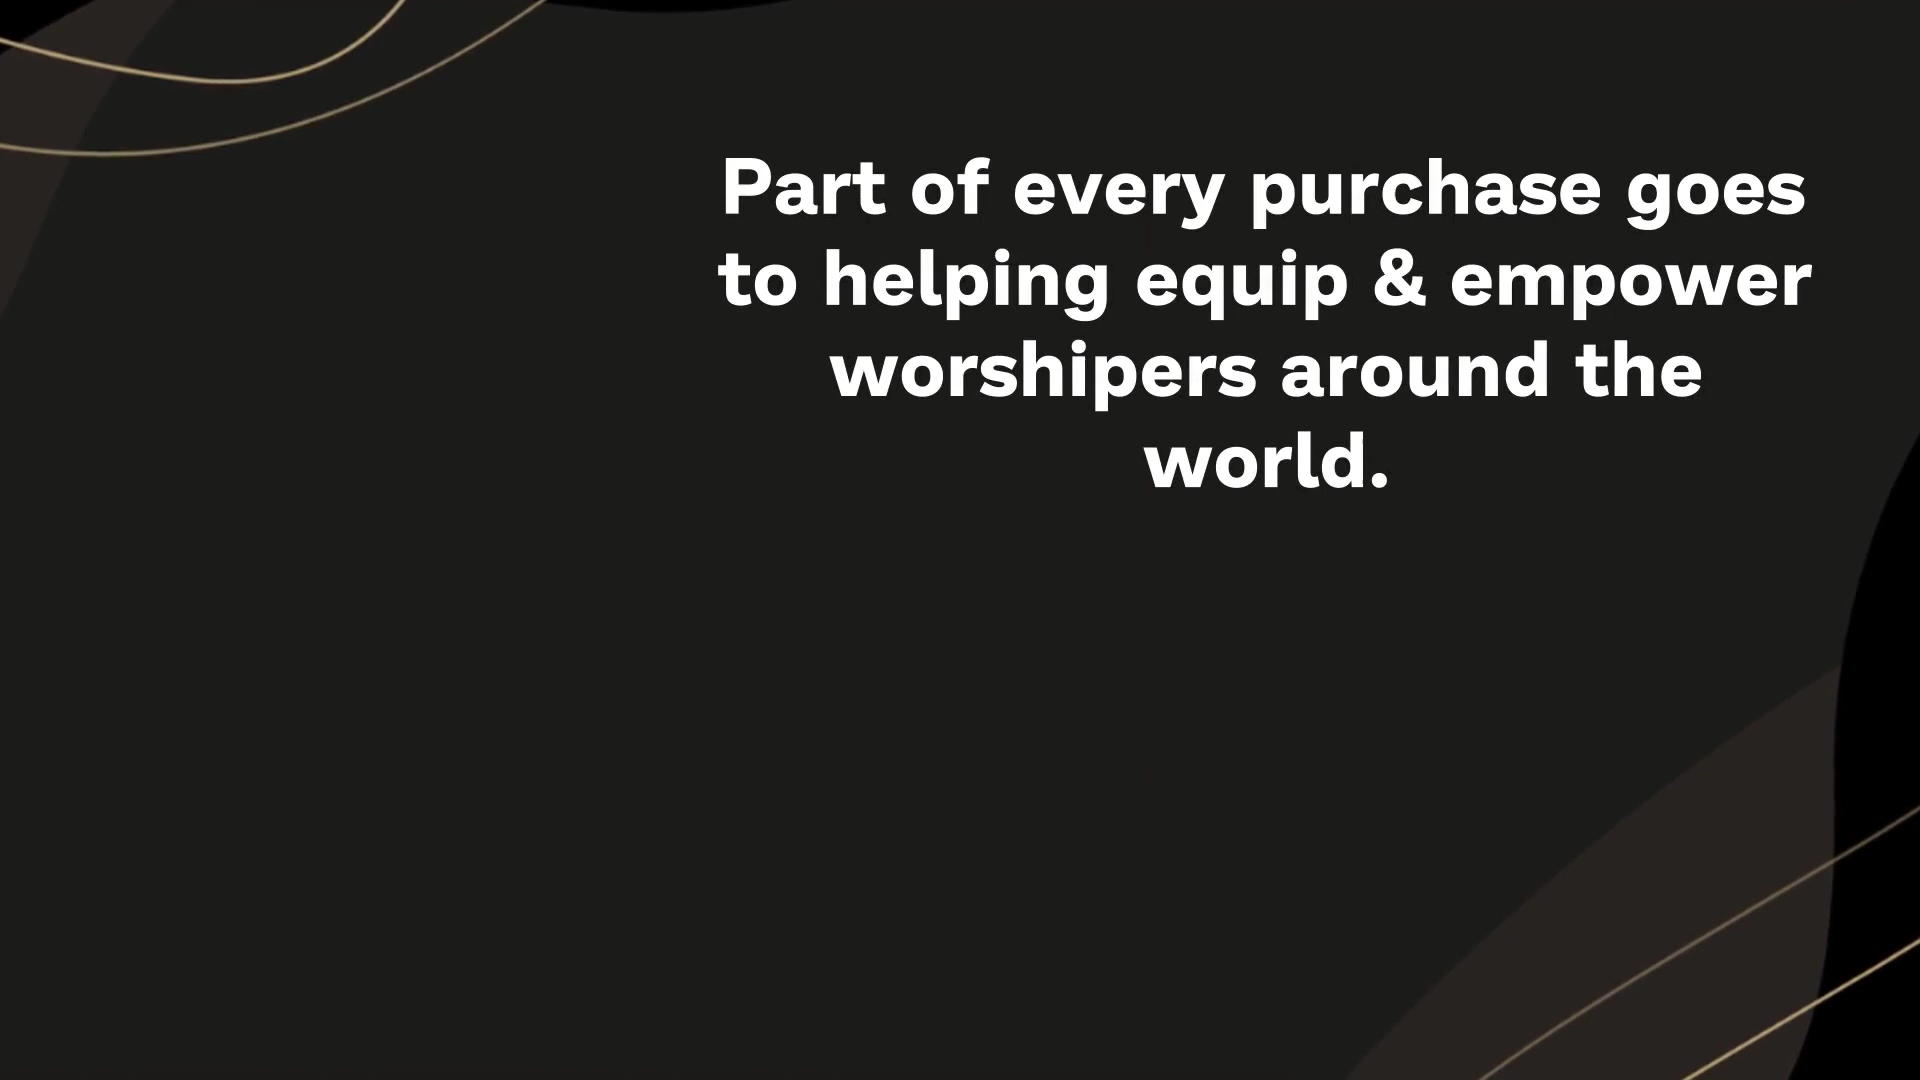 Part of every purchase goes
to helping equip & empower
worshipers around the
world.